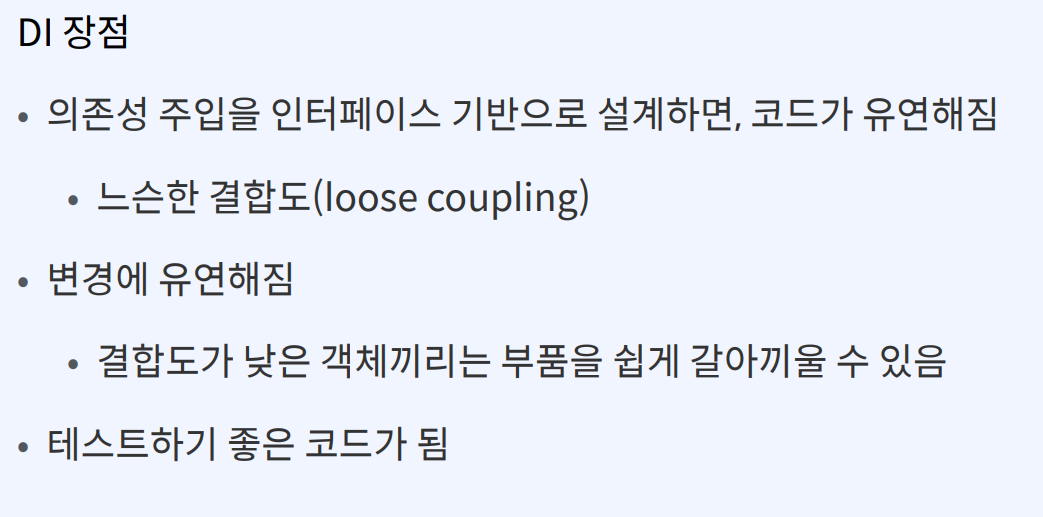 DI 장점
• 의존성 주입을 인터페이스 기반으로 설계하면, 코드가 유연해짐
• 느슨한 결합도(loose coupling)
• 변경에 유연해짐
• 결합도가 낮은 객체끼리는 부품을 쉽게 갈아끼울 수 있음
• 테스트하기 좋은 코드가 됨